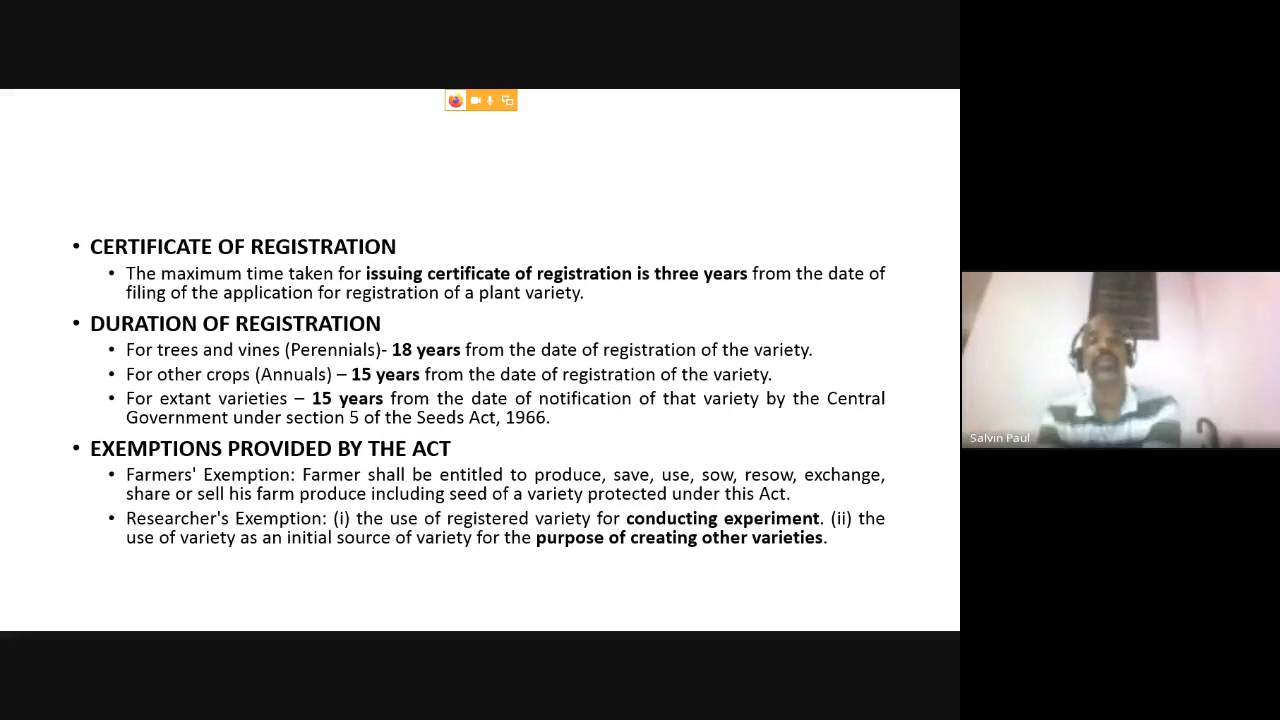 • CERTIFICATE OF REGISTRATION
• The maximum time taken for issuing certificate of registration is three years from the date of
filing of the application for registration of a plant variety.
• DURATION OF REGISTRATION
• For trees and vines (Perennials)- 18 years from the date of registration of the variety.
• For other crops (Annuals) – 15 years from the date of registration of the variety.
• For extant varieties – 15 years from the date of notification of that variety by the Central
Government under section 5 of the Seeds Act, 1966.
• EXEMPTIONS PROVIDED BY THE ACT
• Farmers' Exemption: Farmer shall be entitled to produce, save, use, sow, resow, exchange,
share or sell his farm produce including seed of a variety protected under this Act.
• Researcher's Exemption: (i) the use of registered variety for conducting experiment. (ii) the
use of variety as an initial source of variety for the purpose of creating other varieties.
Salvin Paul